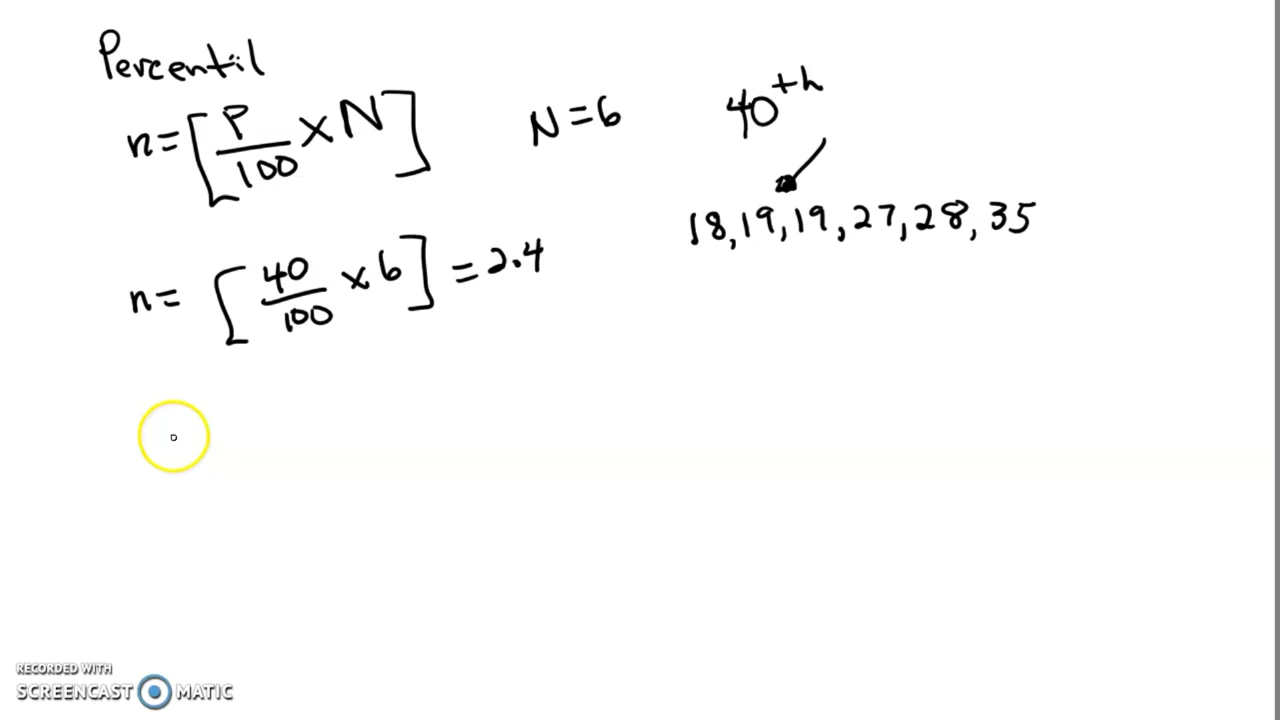 Percentil
n = [P/100 × N]
N = 6
40th
18, 19, 19, 27, 28, 35
n = [40/100 × 6] = 2.4
RECORDED WITH
SCREENCAST MATIC